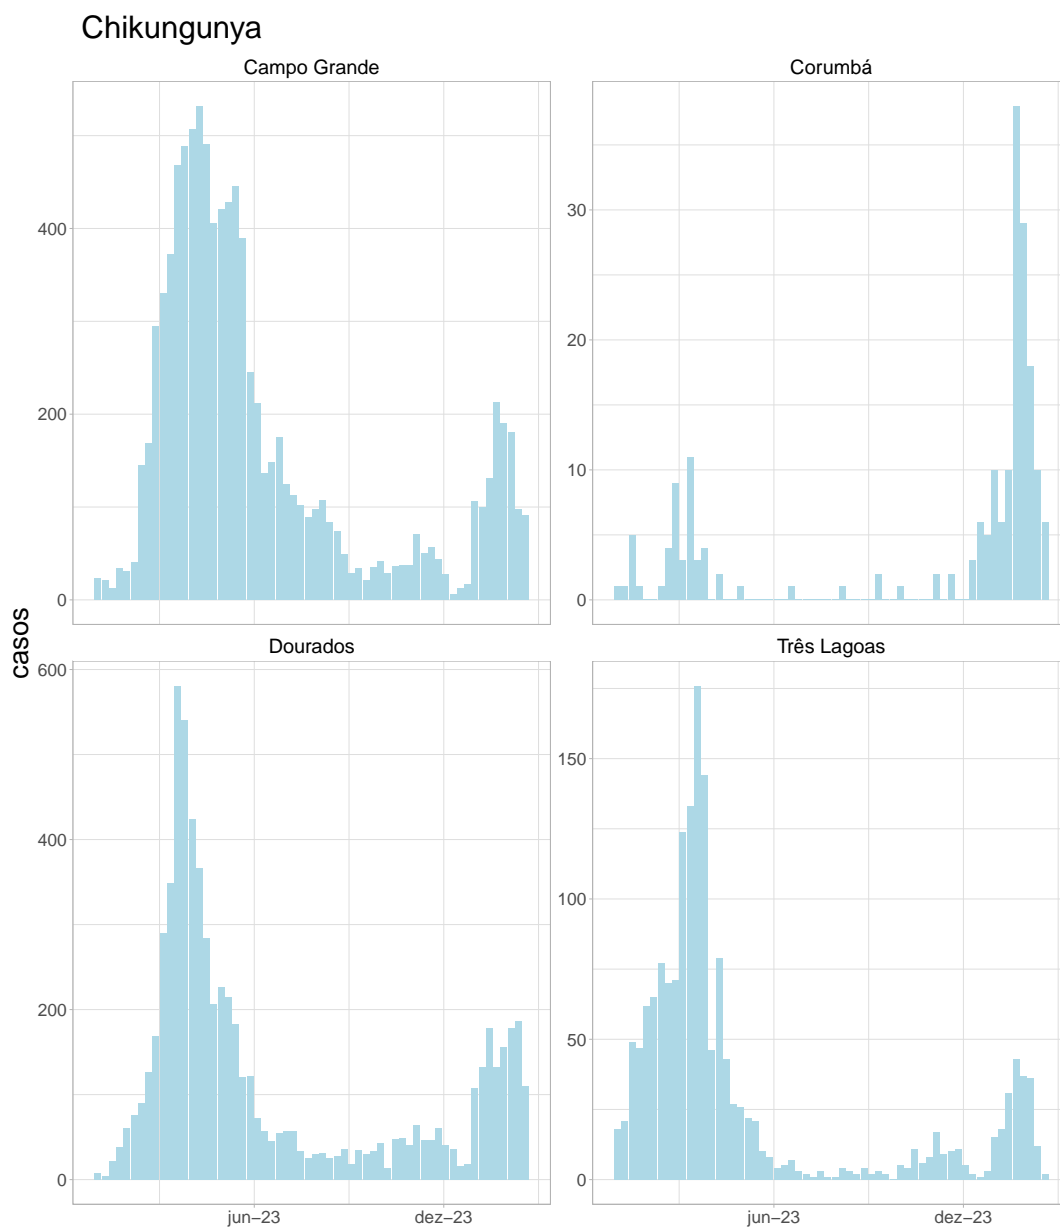 Chikungunya
Campo Grande
Corumbá
400
200
0
30
20
10
0
casos
Dourados
Três Lagoas
600
400
200
0
150
100
50
0
jun–23
dez–23
jun–23
dez–23